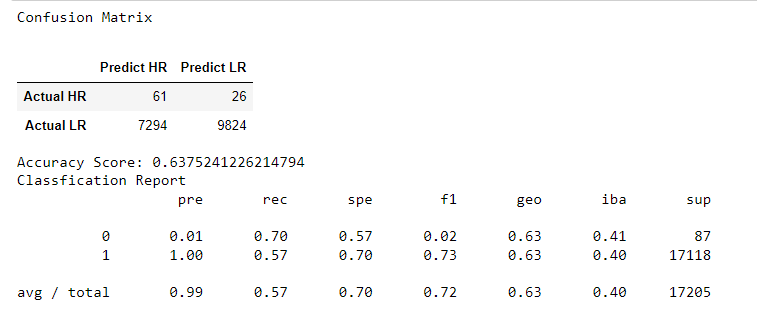 Confusion Matrix
Predict HR Predict LR
Actual HR 61 26
Actual LR 7294 9824
Accuracy Score: 0.6375241226214794
Classfication Report
pre rec spe f1 geo iba sup
0 0.01 0.70 0.57 0.02 0.63 0.41 87
1 1.00 0.57 0.70 0.73 0.63 0.40 17118
avg / total 0.99 0.57 0.70 0.72 0.63 0.40 17205